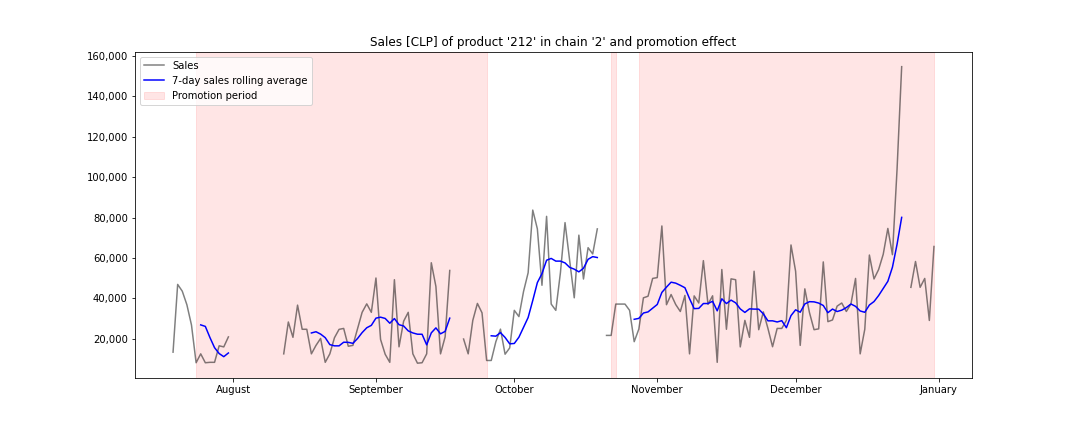 Sales [CLP] of product '212' in chain '2' and promotion effect
160,000
140,000
120,000
100,000
80,000
60,000
40,000
20,000
Sales
7-day sales rolling average
Promotion period
August
September
October
November
December
January